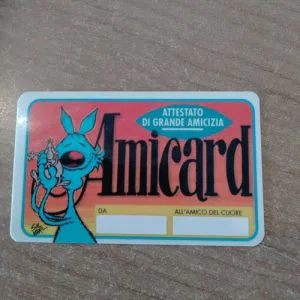 ATTESTATO
DI GRANDE AMICIZIA
Amicard
DA
ALL'AMICO DEL CUORE